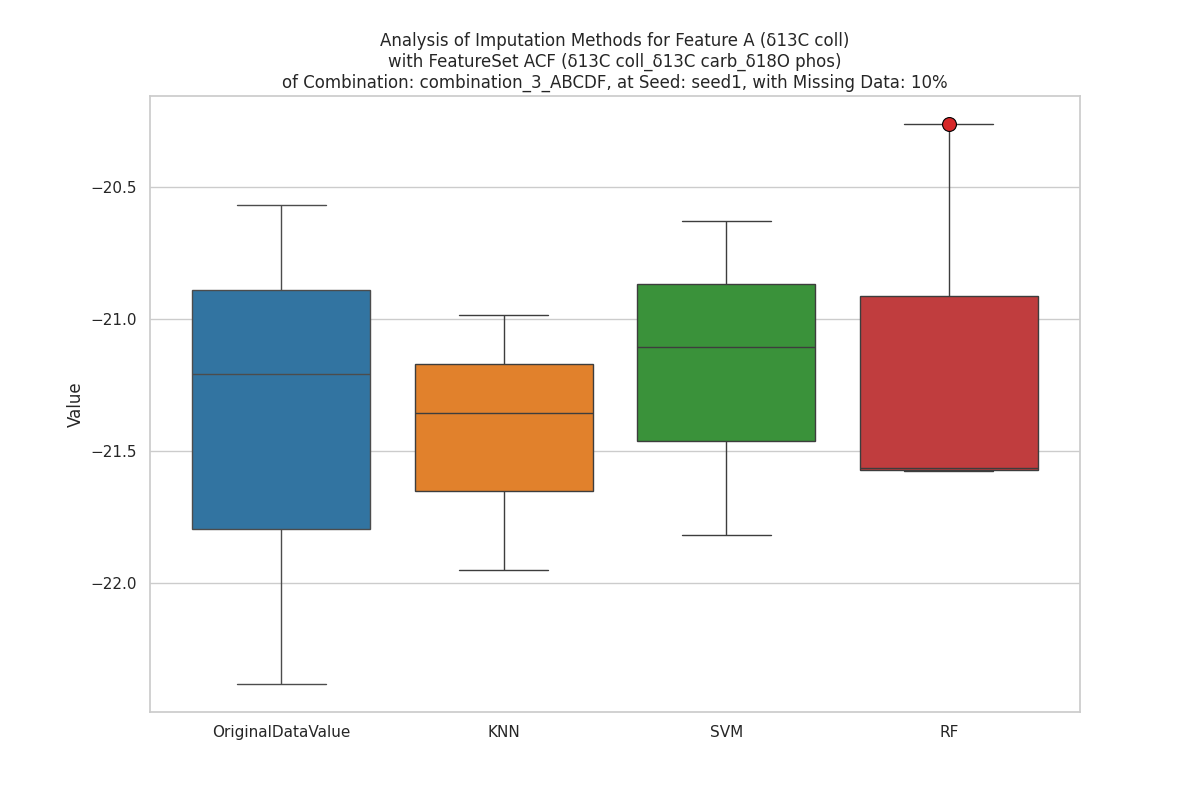 Analysis of Imputation Methods for Feature A (δ13C coll)
with FeatureSet ACF (δ13C coll_δ13C carb_δ18O phos)
of Combination: combination_3_ABCDF, at Seed: seed1, with Missing Data: 10%
−20.5
−21.0
−21.5
−22.0
Value
OriginalDataValue
KNN
SVM
RF